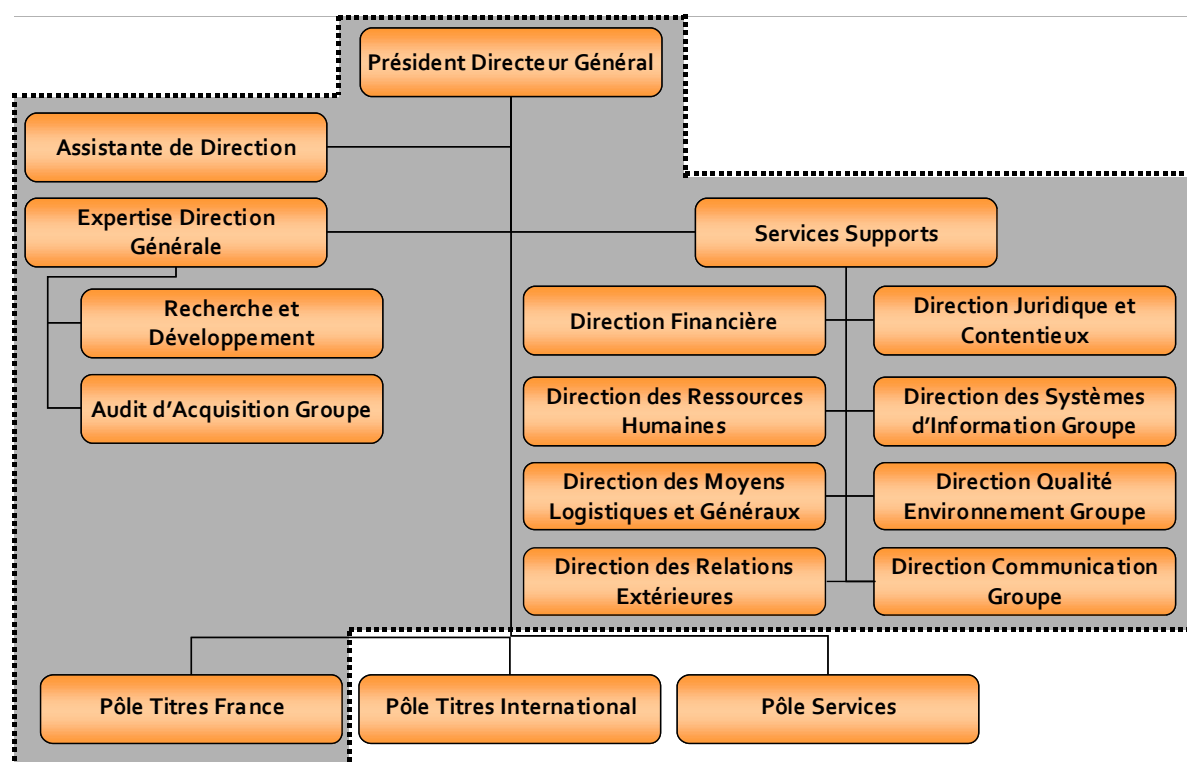 Président Directeur Général
Assistante de Direction
Expertise Direction
Générale
Services Supports
Recherche et
Développement
Direction Financière
Direction Juridique et
Contentieux
Audit d'Acquisition Groupe
Direction des Ressources
Humaines
Direction des Systèmes
d'Information Groupe
Direction des Moyens
Logistiques et Généraux
Direction Qualité
Environnement Groupe
Direction des Relations
Extérieures
Direction Communication
Groupe
Pôle Titres France
Pôle Titres International
Pôle Services